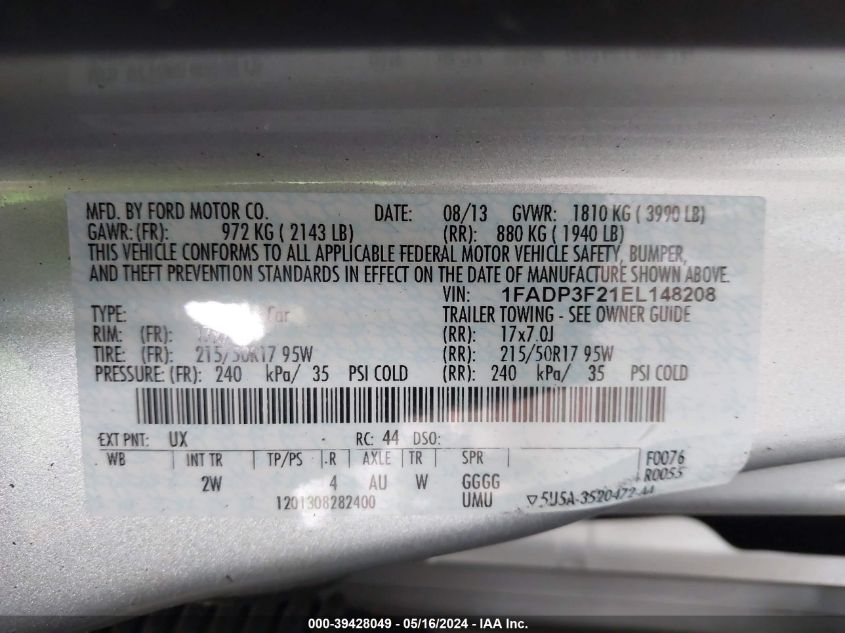 MFD. BY FORD MOTOR CO. DATE: 08/13 GVWR: 1810 KG ( 3990 LB)
GAWR: (FR): 972 KG ( 2143 LB) (RR): 880 KG ( 1940 LB)
THIS VEHICLE CONFORMS TO ALL APPLICABLE FEDERAL MOTOR VEHICLE SAFETY, BUMPER,
AND THEFT PREVENTION STANDARDS IN EFFECT ON THE DATE OF MANUFACTURE SHOWN ABOVE.
VIN: 1FADP3F21EL148208
TYPE: TRAILER TOWING - SEE OWNER GUIDE
RIM: (FR): (RR): 17x7.0J
TIRE: (FR): 215/50R17 95W (RR): 215/50R17 95W
PRESSURE: (FR): 240 kPa/ 35 PSI COLD (RR): 240 kPa/ 35 PSI COLD
EXT PNT: UX RC: 44 DSO:
WB INT TR TP/PS R AXLE TR SPR F0076
2W 4 AU W GGGG R0055
1201308282400 UMU ▽5U5A-3520472-AA
000-39428049 - 05/16/2024 - IAA Inc.